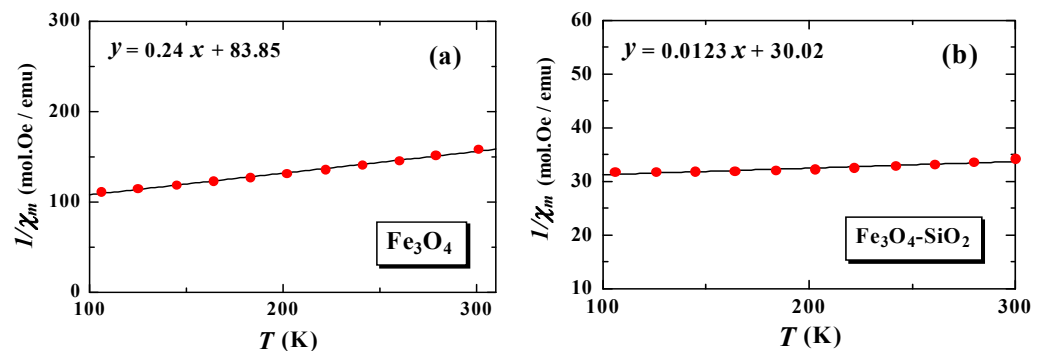 y = 0.24 x + 83.85
(a)
300
200
100
0
1/χm (mol.Oe / emu)
Fe3O4
100
200
300
T (K)
y = 0.0123 x + 30.02
(b)
60
50
40
30
20
10
1/χm (mol.Oe / emu)
Fe3O4-SiO2
100
200
300
T (K)